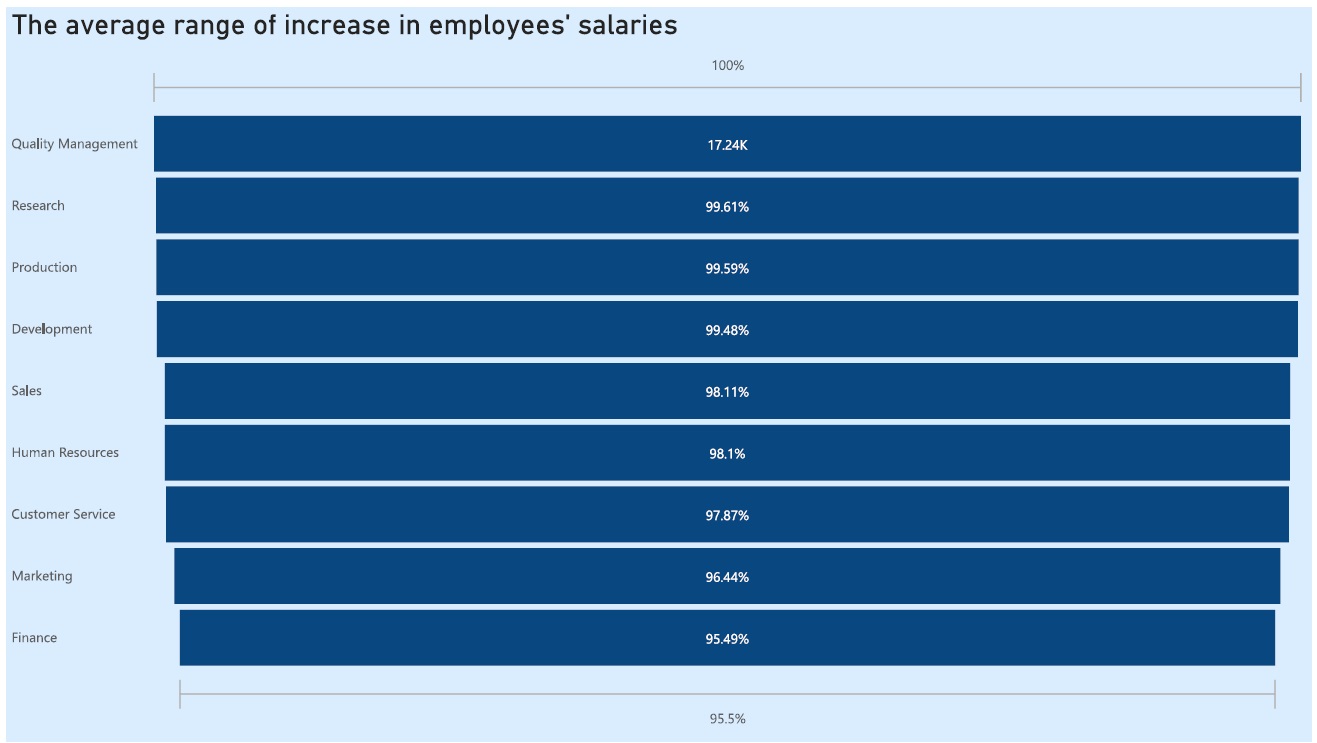 The average range of increase in employees' salaries
100%
Quality Management 17.24K
Research 99.61%
Production 99.59%
Development 99.48%
Sales 98.11%
Human Resources 98.1%
Customer Service 97.87%
Marketing 96.44%
Finance 95.49%
95.5%